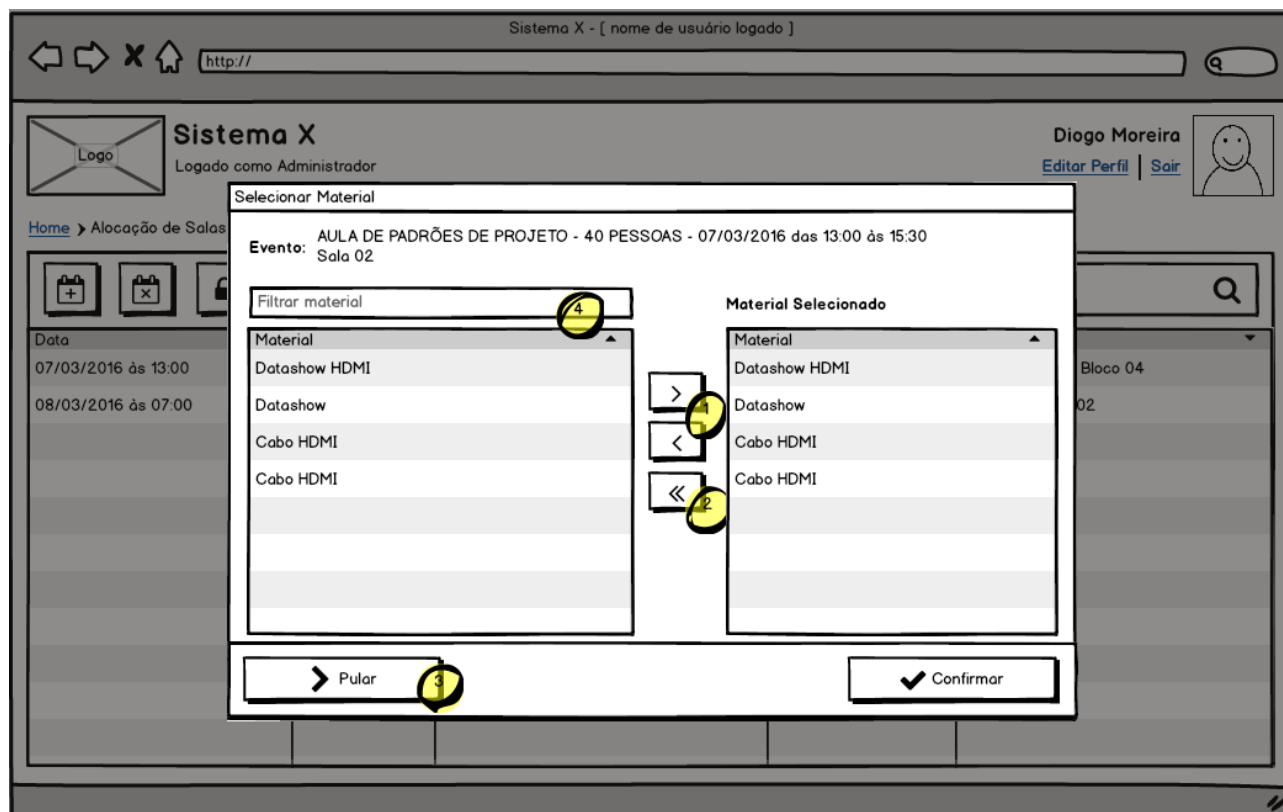 Sistema X - [ nome de usuário logado ]
http://
Logo
Sistema X
Logado como Administrador
Diogo Moreira
Editar Perfil | Sair
Home > Alocação de Salas
Selecionar Material
Evento: AULA DE PADRÕES DE PROJETO - 40 PESSOAS - 07/03/2016 das 13:00 às 15:30
Sala 02
Filtrar material
4
Material Selecionado
Data
07/03/2016 às 13:00
08/03/2016 às 07:00
Material
Datashow HDMI
Datashow
Cabo HDMI
Cabo HDMI
>
1
<
<<
2
Material
Datashow HDMI
Datashow
Cabo HDMI
Cabo HDMI
Bloco 04
02
Pular
3
Confirmar